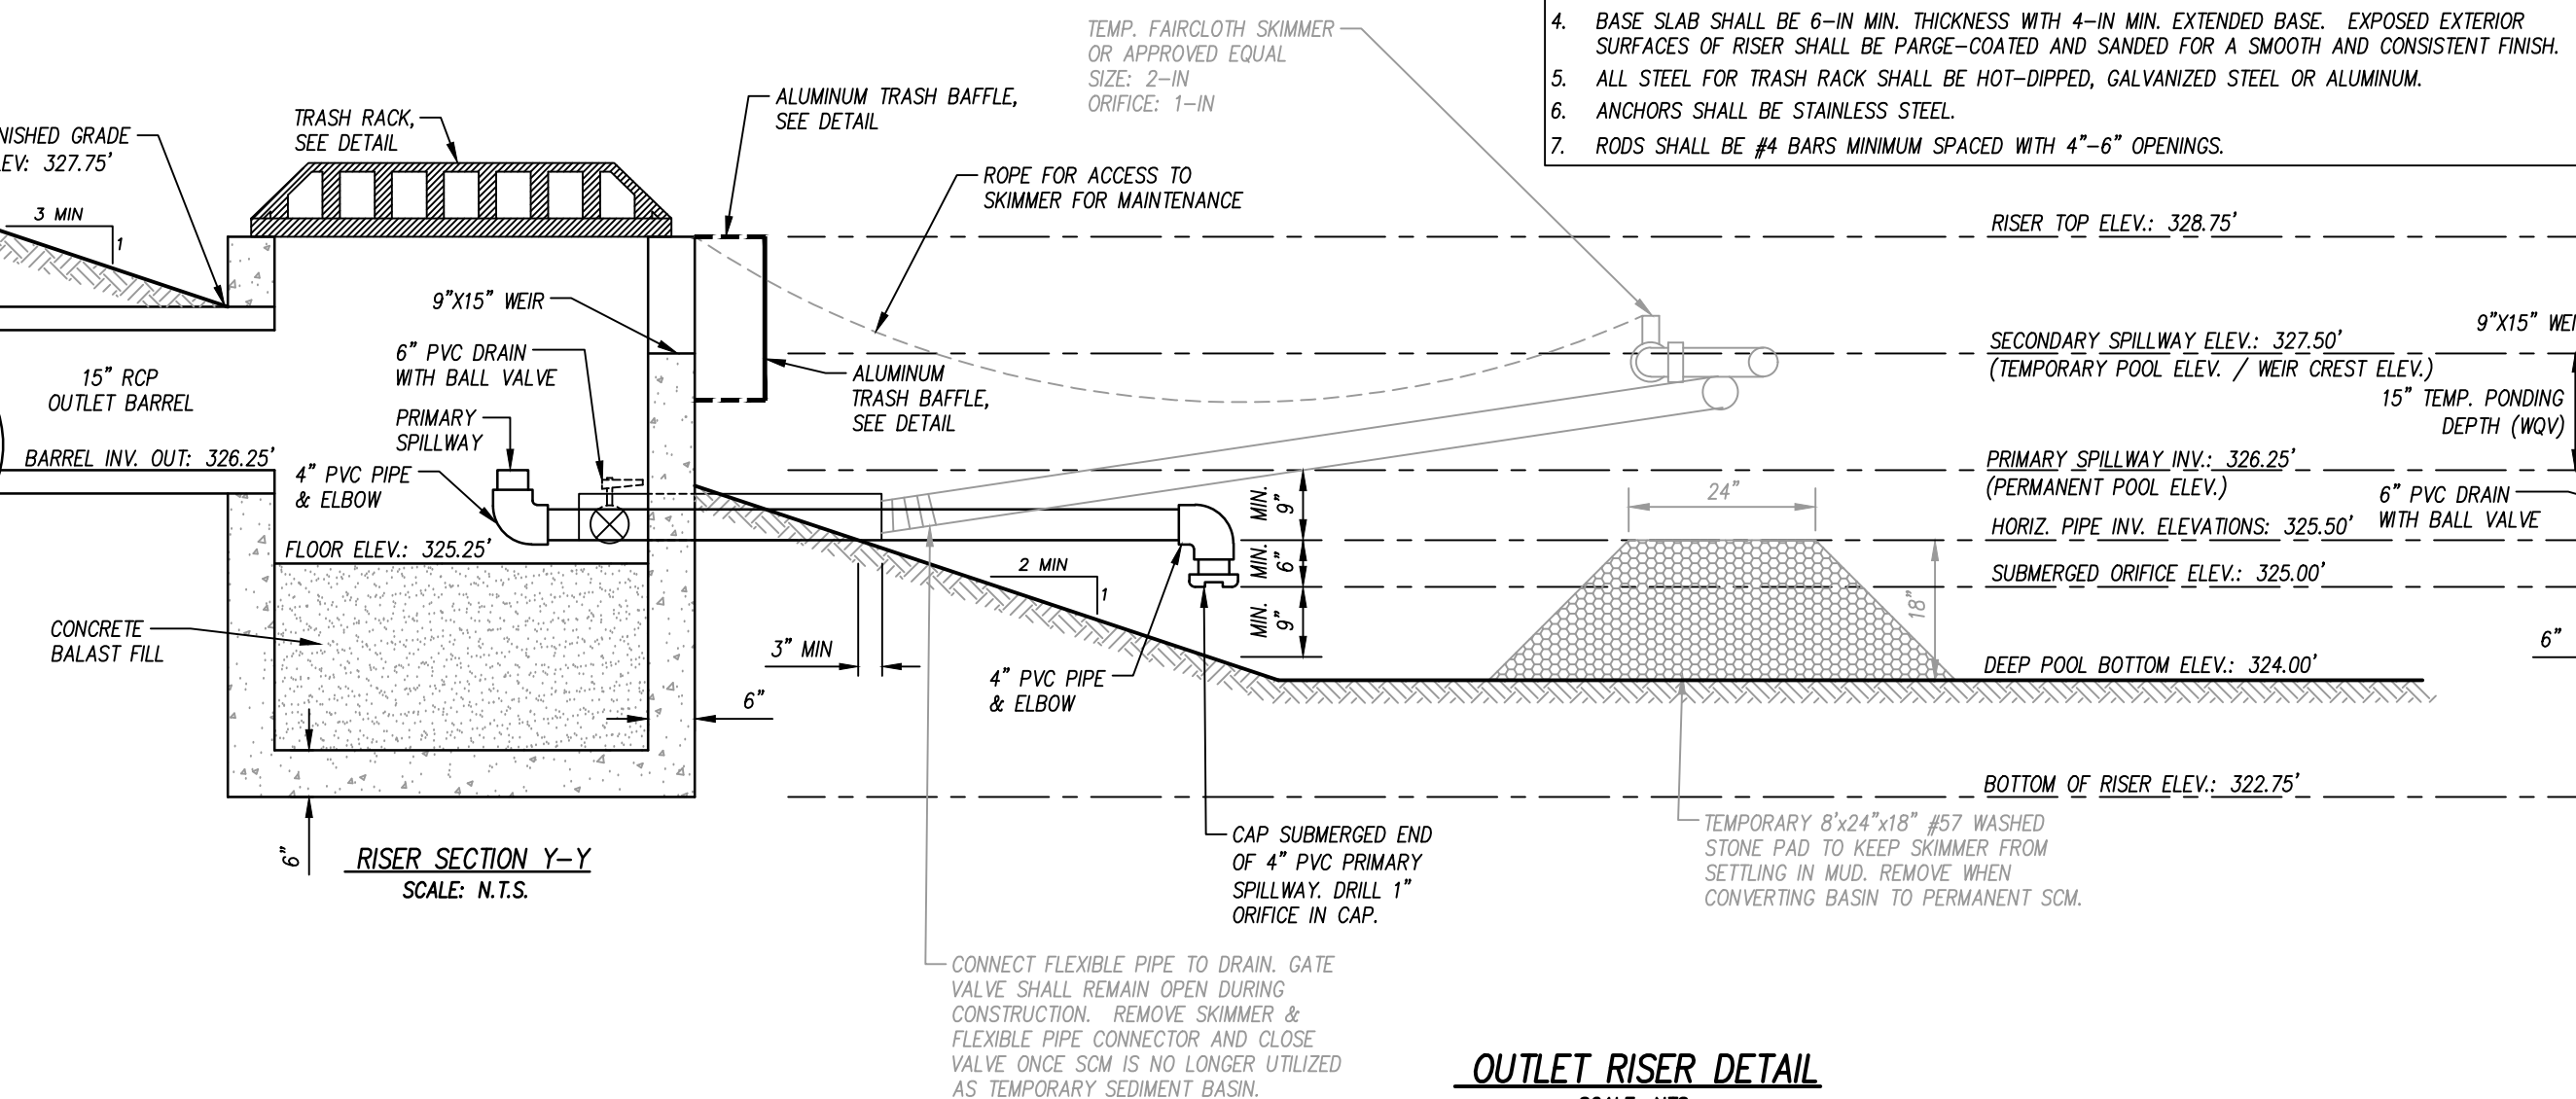 4. BASE SLAB SHALL BE 6-IN MIN. THICKNESS WITH 4-IN MIN. EXTENDED BASE. EXPOSED EXTERIOR
SURFACES OF RISER SHALL BE PARGE-COATED AND SANDED FOR A SMOOTH AND CONSISTENT FINISH.
5. ALL STEEL FOR TRASH RACK SHALL BE HOT-DIPPED, GALVANIZED STEEL OR ALUMINUM.
6. ANCHORS SHALL BE STAINLESS STEEL.
7. RODS SHALL BE #4 BARS MINIMUM SPACED WITH 4"-6" OPENINGS.
TEMP. FAIRCLOTH SKIMMER
OR APPROVED EQUAL
SIZE: 2-IN
ORIFICE: 1-IN
ALUMINUM TRASH BAFFLE,
SEE DETAIL
TRASH RACK,
SEE DETAIL
NISHED GRADE
EV: 327.75'
3 MIN
1
ROPE FOR ACCESS TO
SKIMMER FOR MAINTENANCE
9"X15" WEIR
6" PVC DRAIN
WITH BALL VALVE
PRIMARY
SPILLWAY
15" RCP
OUTLET BARREL
BARREL INV. OUT: 326.25'
4" PVC PIPE
& ELBOW
ALUMINUM
TRASH BAFFLE,
SEE DETAIL
FLOOR ELEV.: 325.25'
CONCRETE
BALAST FILL
3" MIN
6"
6"
2 MIN
1
4" PVC PIPE
& ELBOW
MIN.
9"
MIN.
6"
MIN.
9"
24"
18"
RISER TOP ELEV.: 328.75'
SECONDARY SPILLWAY ELEV.: 327.50'
(TEMPORARY POOL ELEV. / WEIR CREST ELEV.)
PRIMARY SPILLWAY INV.: 326.25'
(PERMANENT POOL ELEV.)
HORIZ. PIPE INV. ELEVATIONS: 325.50'
SUBMERGED ORIFICE ELEV.: 325.00'
DEEP POOL BOTTOM ELEV.: 324.00'
BOTTOM OF RISER ELEV.: 322.75'
9"X15" WEI
15" TEMP. PONDING
DEPTH (WQV)
6" PVC DRAIN
WITH BALL VALVE
6"
RISER SECTION Y-Y
SCALE: N.T.S.
CAP SUBMERGED END
OF 4" PVC PRIMARY
SPILLWAY. DRILL 1"
ORIFICE IN CAP.
TEMPORARY 8'x24"x18" #57 WASHED
STONE PAD TO KEEP SKIMMER FROM
SETTLING IN MUD. REMOVE WHEN
CONVERTING BASIN TO PERMANENT SCM.
CONNECT FLEXIBLE PIPE TO DRAIN. GATE
VALVE SHALL REMAIN OPEN DURING
CONSTRUCTION. REMOVE SKIMMER &
FLEXIBLE PIPE CONNECTOR AND CLOSE
VALVE ONCE SCM IS NO LONGER UTILIZED
AS TEMPORARY SEDIMENT BASIN.
OUTLET RISER DETAIL